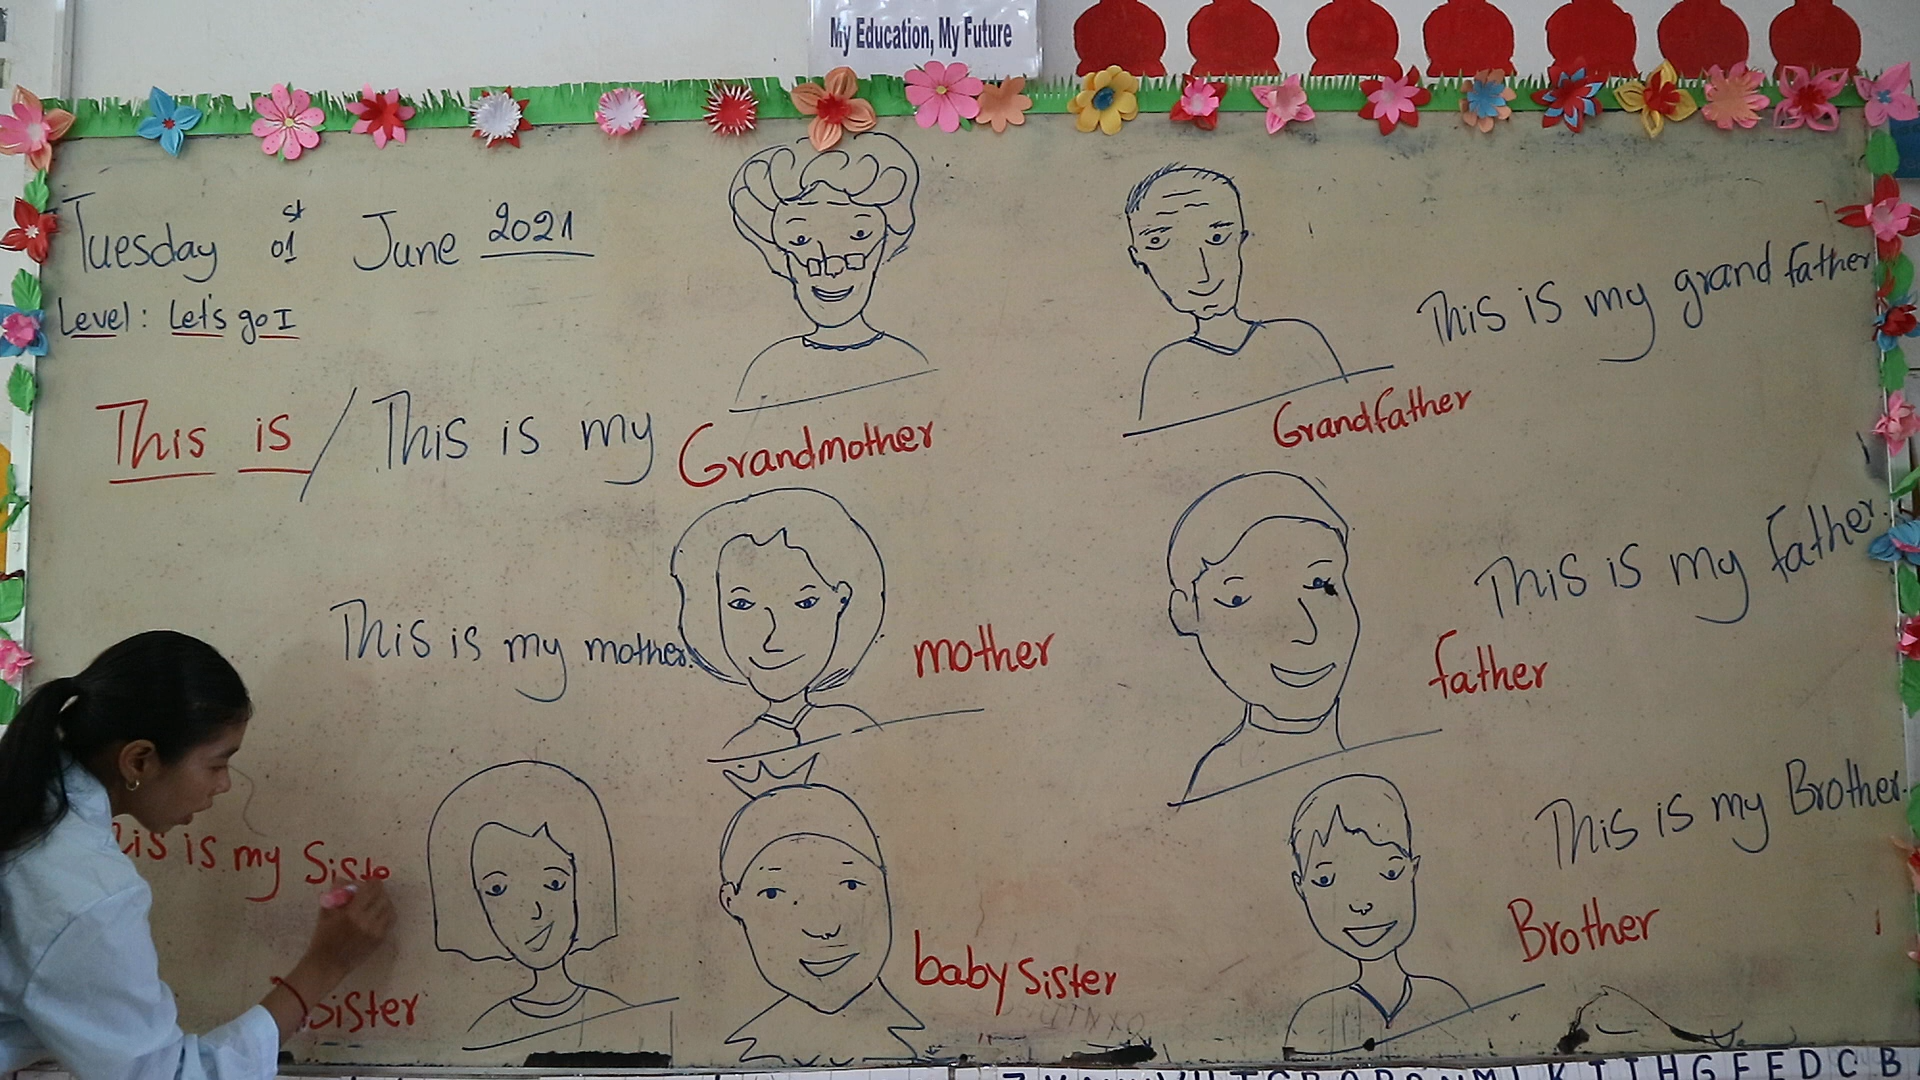 My Education, My Future
Tuesday 01st June 2021
Level: Let's go I
This is / This is my Grandmother
This is my grand father
Grandfather
This is my mother.
mother
This is my father.
father
This is my Brother.
Brother
is my Siste
Sister
baby sister